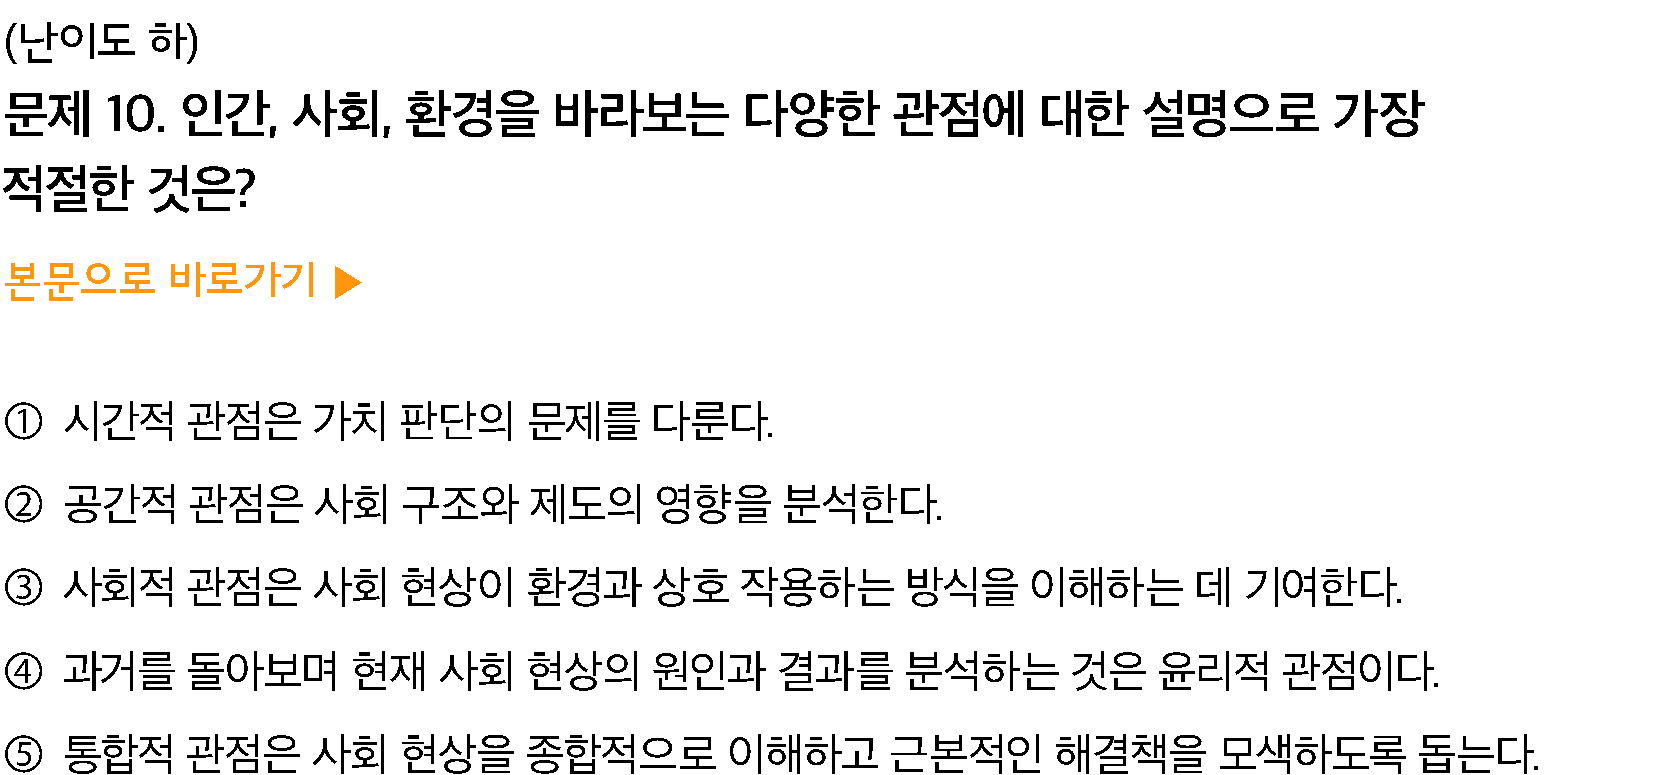 (난이도 하)
문제 10. 인간, 사회, 환경을 바라보는 다양한 관점에 대한 설명으로 가장
적절한 것은?
본문으로 바로가기 ▶
① 시간적 관점은 가치 판단의 문제를 다룬다.
② 공간적 관점은 사회 구조와 제도의 영향을 분석한다.
③ 사회적 관점은 사회 현상이 환경과 상호 작용하는 방식을 이해하는 데 기여한다.
④ 과거를 돌아보며 현재 사회 현상의 원인과 결과를 분석하는 것은 윤리적 관점이다.
⑤ 통합적 관점은 사회 현상을 종합적으로 이해하고 근본적인 해결책을 모색하도록 돕는다.